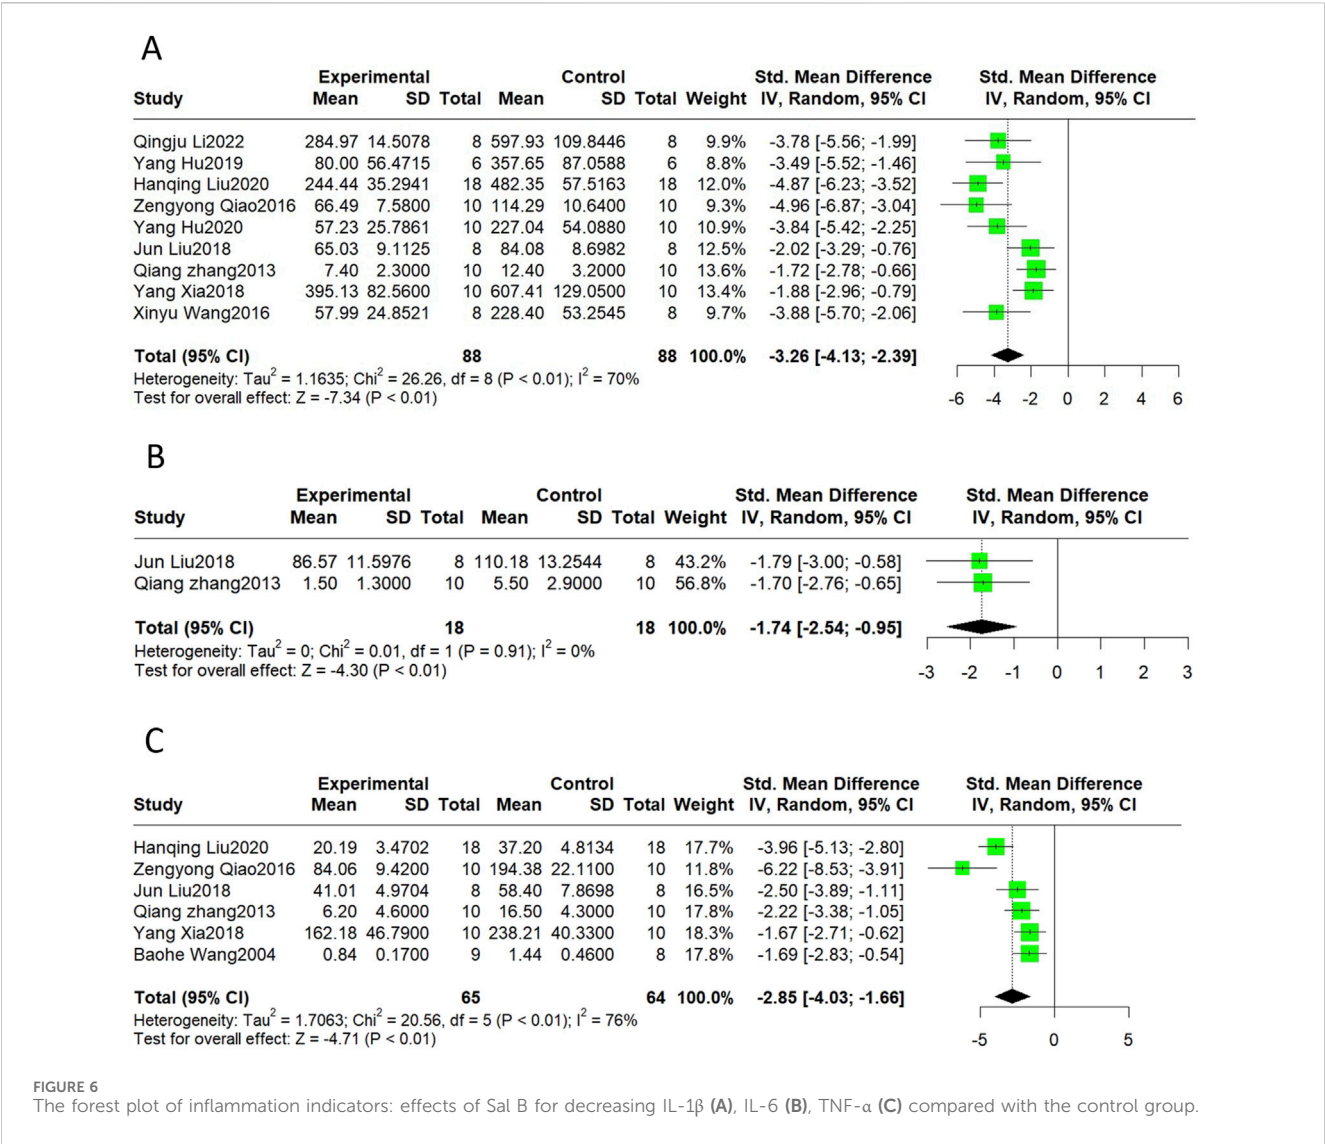 A
Experimental Control Std. Mean Difference Std. Mean Difference
Study Mean SD Total Mean SD Total Weight IV, Random, 95% CI IV, Random, 95% CI
Qingju Li2022 284.97 14.5078 8 597.93 109.8446 8 9.9% -3.78 [-5.56; -1.99]
Yang Hu2019 80.00 56.4715 6 357.65 87.0588 6 8.8% -3.49 [-5.52; -1.46]
Hanqing Liu2020 244.44 35.2941 18 482.35 57.5163 18 12.0% -4.87 [-6.23; -3.52]
Zengyong Qiao2016 66.49 7.5800 10 114.29 10.6400 10 9.3% -4.96 [-6.87; -3.04]
Yang Hu2020 57.23 25.7861 10 227.04 54.0880 10 10.9% -3.84 [-5.42; -2.25]
Jun Liu2018 65.03 9.1125 8 84.08 8.6982 8 12.5% -2.02 [-3.29; -0.76]
Qiang zhang2013 7.40 2.3000 10 12.40 3.2000 10 13.6% -1.72 [-2.78; -0.66]
Yang Xia2018 395.13 82.5600 10 607.41 129.0500 10 13.4% -1.88 [-2.96; -0.79]
Xinyu Wang2016 57.99 24.8521 8 228.40 53.2545 8 9.7% -3.88 [-5.70; -2.06]
Total (95% CI) 88 88 100.0% -3.26 [-4.13; -2.39]
Heterogeneity: Tau² = 1.1635; Chi² = 26.26, df = 8 (P < 0.01); I² = 70%
Test for overall effect: Z = -7.34 (P < 0.01)
-6 -4 -2 0 2 4 6
B
Experimental Control Std. Mean Difference Std. Mean Difference
Study Mean SD Total Mean SD Total Weight IV, Random, 95% CI IV, Random, 95% CI
Jun Liu2018 86.57 11.5976 8 110.18 13.2544 8 43.2% -1.79 [-3.00; -0.58]
Qiang zhang2013 1.50 1.3000 10 5.50 2.9000 10 56.8% -1.70 [-2.76; -0.65]
Total (95% CI) 18 18 100.0% -1.74 [-2.54; -0.95]
Heterogeneity: Tau² = 0; Chi² = 0.01, df = 1 (P = 0.91); I² = 0%
Test for overall effect: Z = -4.30 (P < 0.01)
-3 -2 -1 0 1 2 3
C
Experimental Control Std. Mean Difference Std. Mean Difference
Study Mean SD Total Mean SD Total Weight IV, Random, 95% CI IV, Random, 95% CI
Hanqing Liu2020 20.19 3.4702 18 37.20 4.8134 18 17.7% -3.96 [-5.13; -2.80]
Zengyong Qiao2016 84.06 9.4200 10 194.38 22.1100 10 11.8% -6.22 [-8.53; -3.91]
Jun Liu2018 41.01 4.9704 8 58.40 7.8698 8 16.5% -2.50 [-3.89; -1.11]
Qiang zhang2013 6.20 4.6000 10 16.50 4.3000 10 17.8% -2.22 [-3.38; -1.05]
Yang Xia2018 162.18 46.7900 10 238.21 40.3300 10 18.3% -1.67 [-2.71; -0.62]
Baohe Wang2004 0.84 0.1700 9 1.44 0.4600 8 17.8% -1.69 [-2.83; -0.54]
Total (95% CI) 65 64 100.0% -2.85 [-4.03; -1.66]
Heterogeneity: Tau² = 1.7063; Chi² = 20.56, df = 5 (P < 0.01); I² = 76%
Test for overall effect: Z = -4.71 (P < 0.01)
-5 0 5
FIGURE 6
The forest plot of inflammation indicators: effects of Sal B for decreasing IL-1β (A), IL-6 (B), TNF-α (C) compared with the control group.